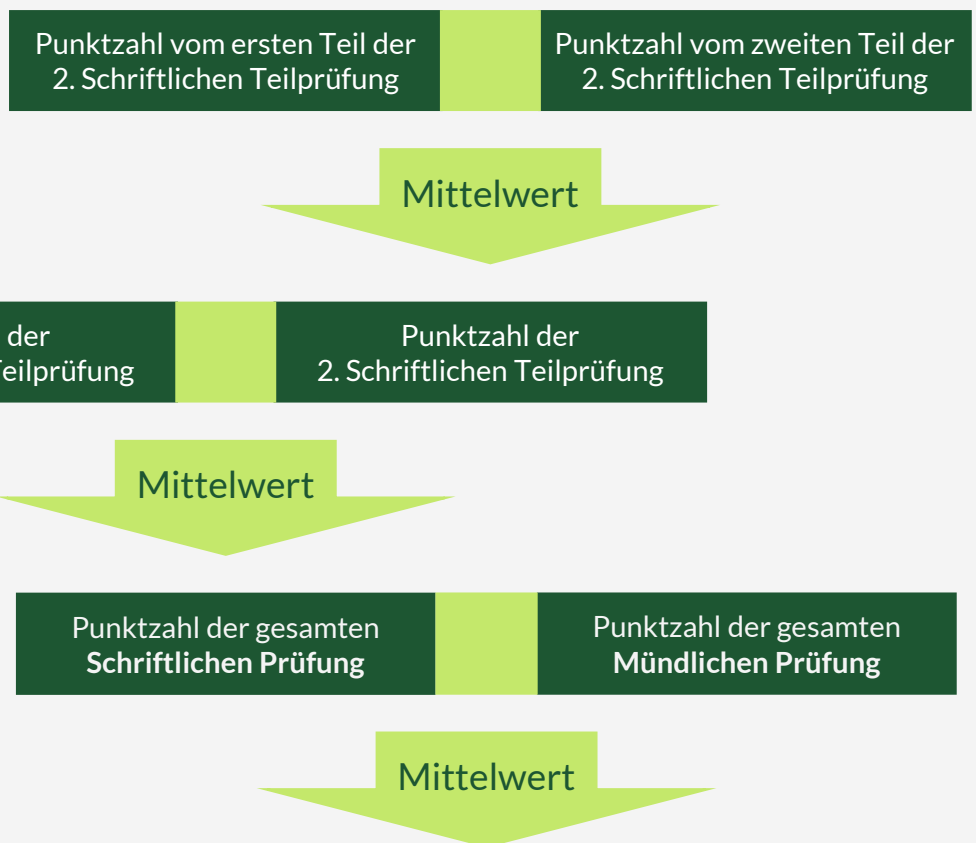 Punktzahl vom ersten Teil der
2. Schriftlichen Teilprüfung
Punktzahl vom zweiten Teil der
2. Schriftlichen Teilprüfung
Mittelwert
der
Teilprüfung
Punktzahl der
2. Schriftlichen Teilprüfung
Mittelwert
Punktzahl der gesamten
Schriftlichen Prüfung
Punktzahl der gesamten
Mündlichen Prüfung
Mittelwert